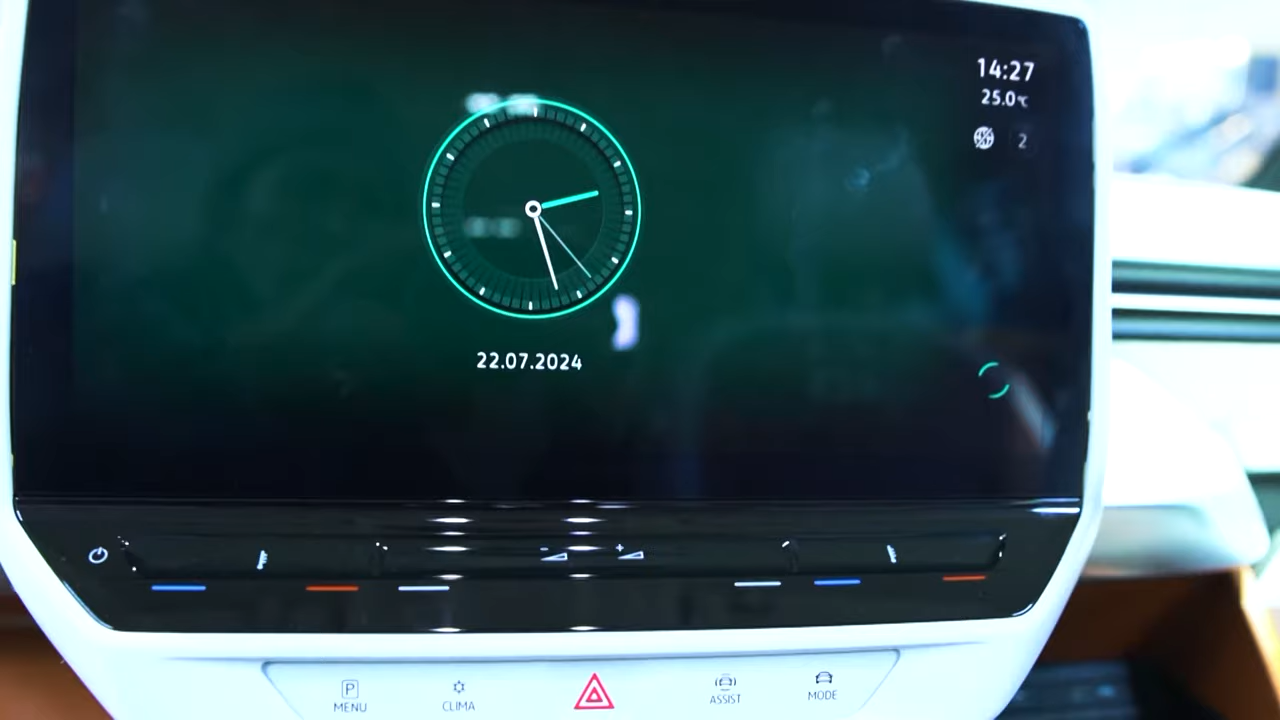 14:27
25.0℃
2
22.07.2024
- +
P
MENU
CLIMA
ASSIST
MODE